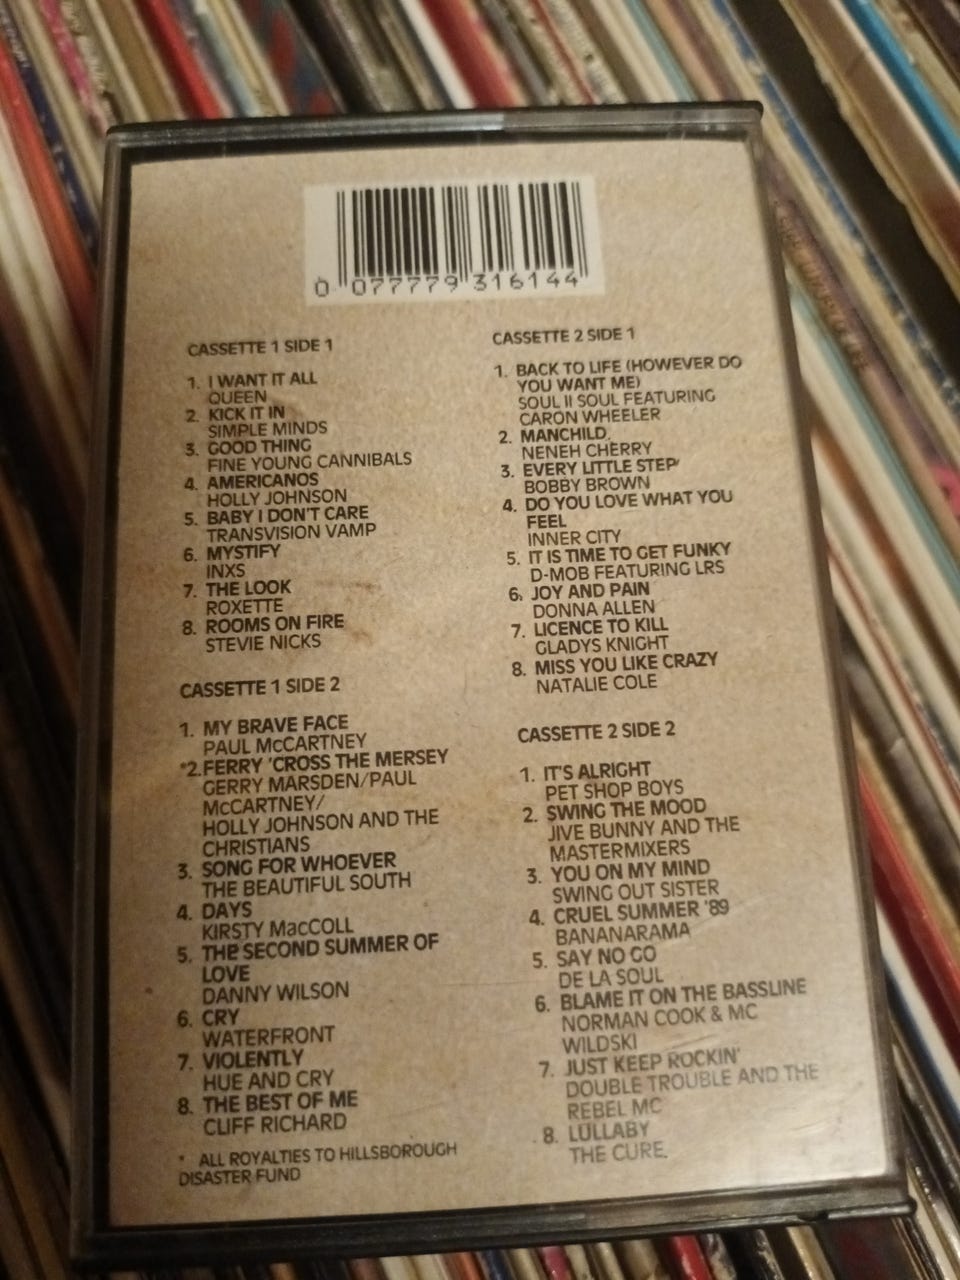 0 077779 316144
CASSETTE 1 SIDE 1
1. I WANT IT ALL
QUEEN
2. KICK IT IN
SIMPLE MINDS
3. GOOD THING
FINE YOUNG CANNIBALS
4. AMERICANOS
HOLLY JOHNSON
5. BABY I DON'T CARE
TRANSVISION VAMP
6. MYSTIFY
INXS
7. THE LOOK
ROXETTE
8. ROOMS ON FIRE
STEVIE NICKS
CASSETTE 1 SIDE 2
1. MY BRAVE FACE
PAUL McCARTNEY
*2. FERRY 'CROSS THE MERSEY
GERRY MARSDEN/PAUL
McCARTNEY/
HOLLY JOHNSON AND THE
CHRISTIANS
3. SONG FOR WHOEVER
THE BEAUTIFUL SOUTH
4. DAYS
KIRSTY MacCOLL
5. THE SECOND SUMMER OF
LOVE
DANNY WILSON
6. CRY
WATERFRONT
7. VIOLENTLY
HUE AND CRY
8. THE BEST OF ME
CLIFF RICHARD
* ALL ROYALTIES TO HILLSBOROUGH
DISASTER FUND
CASSETTE 2 SIDE 1
1. BACK TO LIFE (HOWEVER DO
YOU WANT ME)
SOUL II SOUL FEATURING
CARON WHEELER
2. MANCHILD
NENEH CHERRY
3. EVERY LITTLE STEP
BOBBY BROWN
4. DO YOU LOVE WHAT YOU
FEEL
INNER CITY
5. IT IS TIME TO GET FUNKY
D-MOB FEATURING LRS
6. JOY AND PAIN
DONNA ALLEN
7. LICENCE TO KILL
GLADYS KNIGHT
8. MISS YOU LIKE CRAZY
NATALIE COLE
CASSETTE 2 SIDE 2
1. IT'S ALRIGHT
PET SHOP BOYS
2. SWING THE MOOD
JIVE BUNNY AND THE
MASTERMIXERS
3. YOU ON MY MIND
SWING OUT SISTER
4. CRUEL SUMMER '89
BANANARAMA
5. SAY NO GO
DE LA SOUL
6. BLAME IT ON THE BASSLINE
NORMAN COOK & MC
WILDSKI
7. JUST KEEP ROCKIN'
DOUBLE TROUBLE AND THE
REBEL MC
8. LULLABY
THE CURE